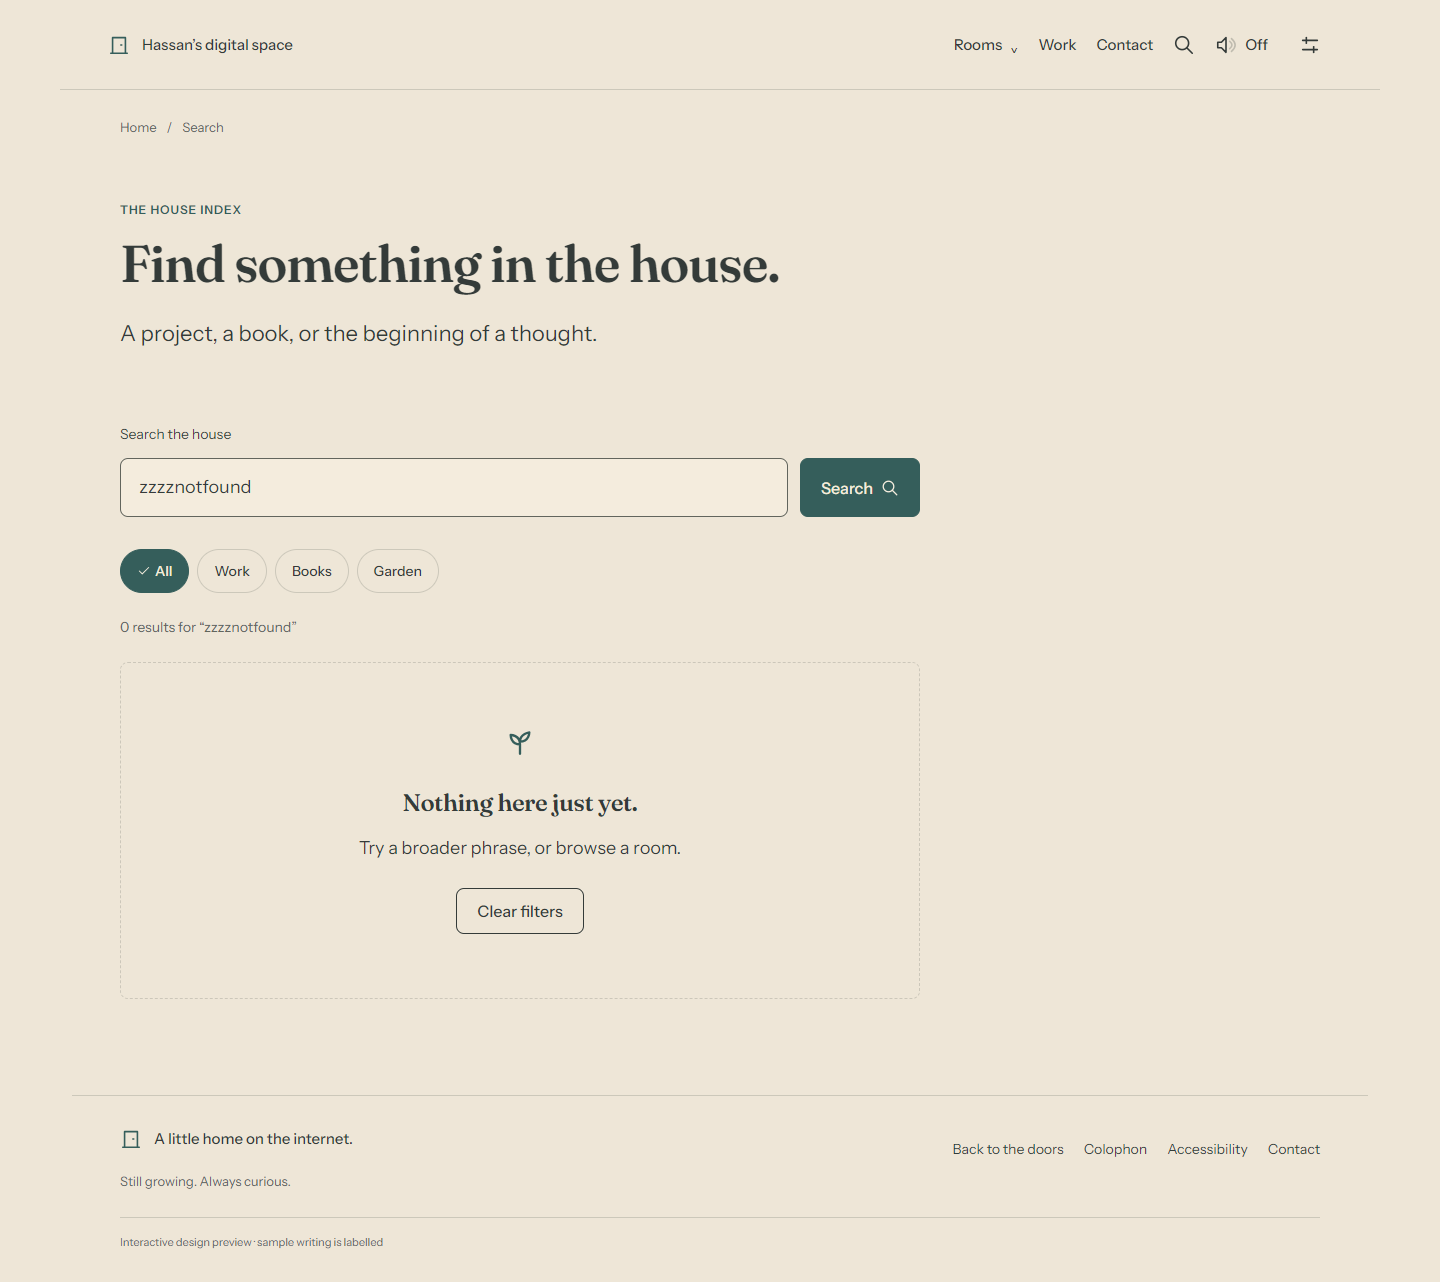 Hassan’s digital space
Rooms Work Contact Off
Home / Search
THE HOUSE INDEX
Find something in the house.
A project, a book, or the beginning of a thought.
Search the house
zzzznotfound
Search
All Work Books Garden
0 results for “zzzznotfound”
Nothing here just yet.
Try a broader phrase, or browse a room.
Clear filters
A little home on the internet.
Back to the doors Colophon Accessibility Contact
Still growing. Always curious.
Interactive design preview · sample writing is labelled